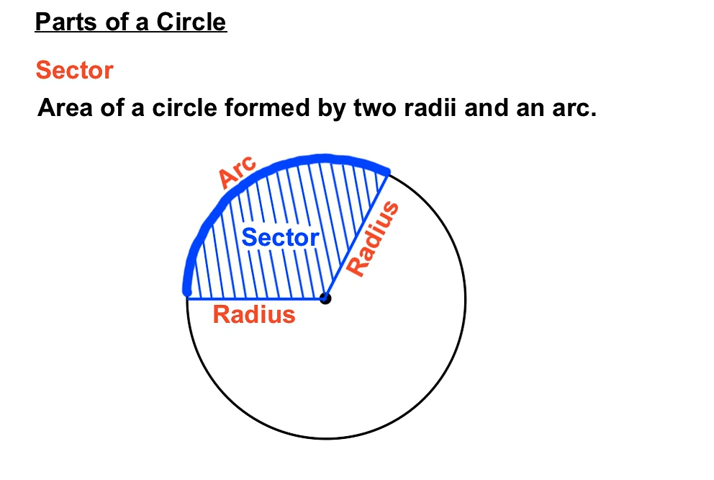 Parts of a Circle
Sector
Area of a circle formed by two radii and an arc.
Arc
Sector
Radius
Radius